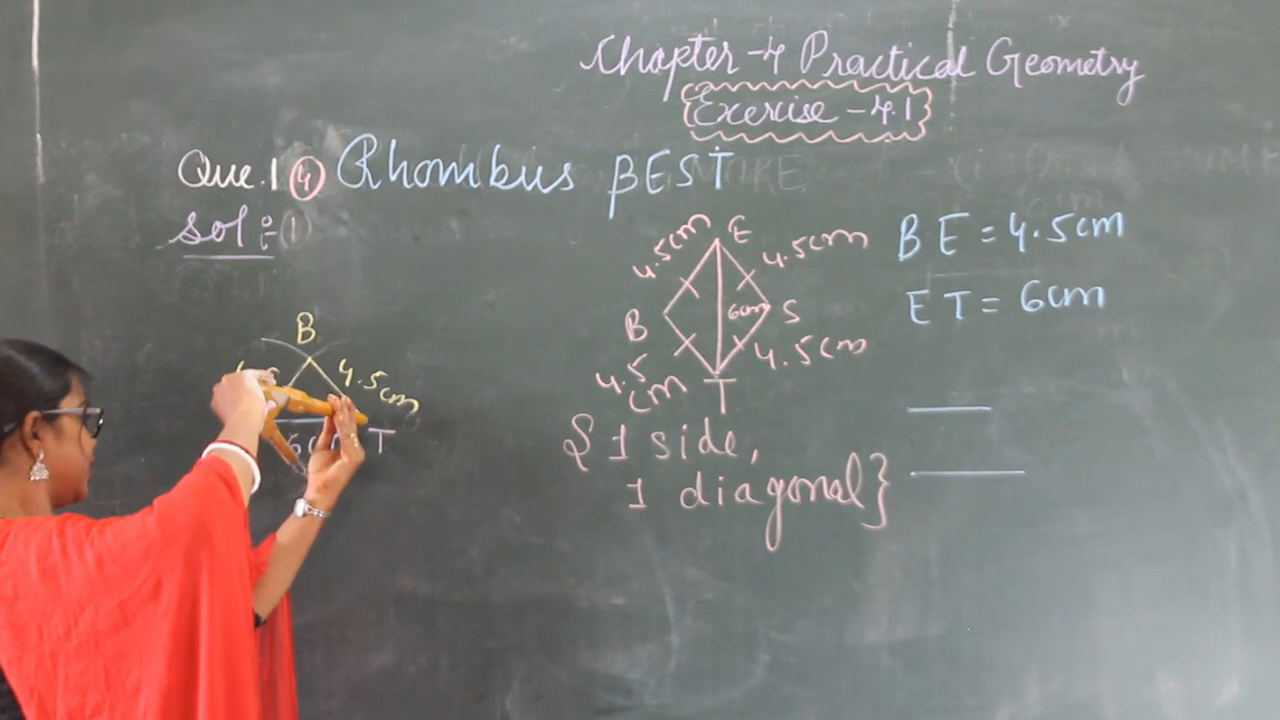 Chapter-4 Practical Geometry
Exercise-4.1
Que.1 (4) Rhombus BEST
Sol:-(1)
BE = 4.5cm
ET = 6cm
4.5cm E 4.5cm
B 6cm S
4.5 cm 4.5cm
T
B
4.5cm
T
{1 side,
1 diagonal}